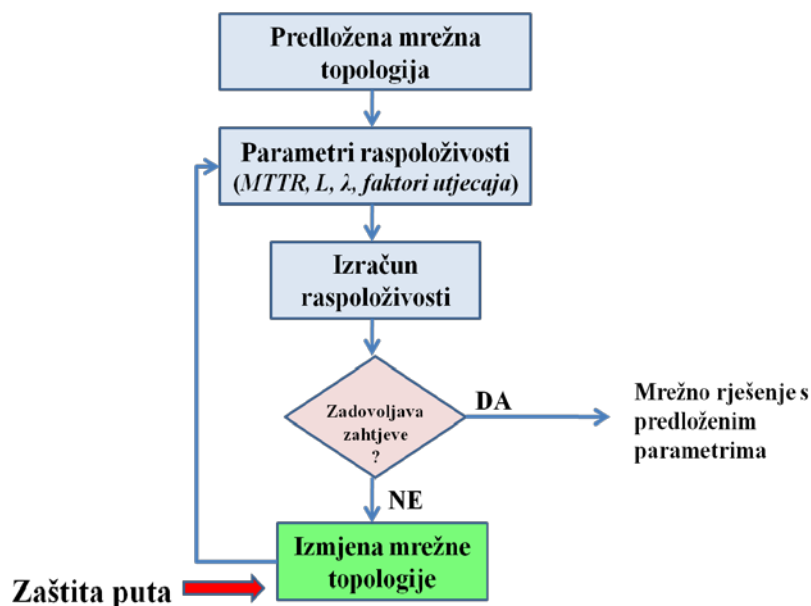 Predložena mrežna
topologija
Parametri raspoloživosti
(MTTR, L, λ, faktori utjecaja)
Izračun
raspoloživosti
Zadovoljava
zahtjeve
?
DA
Mrežno rješenje s
predloženim
parametrima
NE
Izmjena mrežne
topologije
Zaštita puta